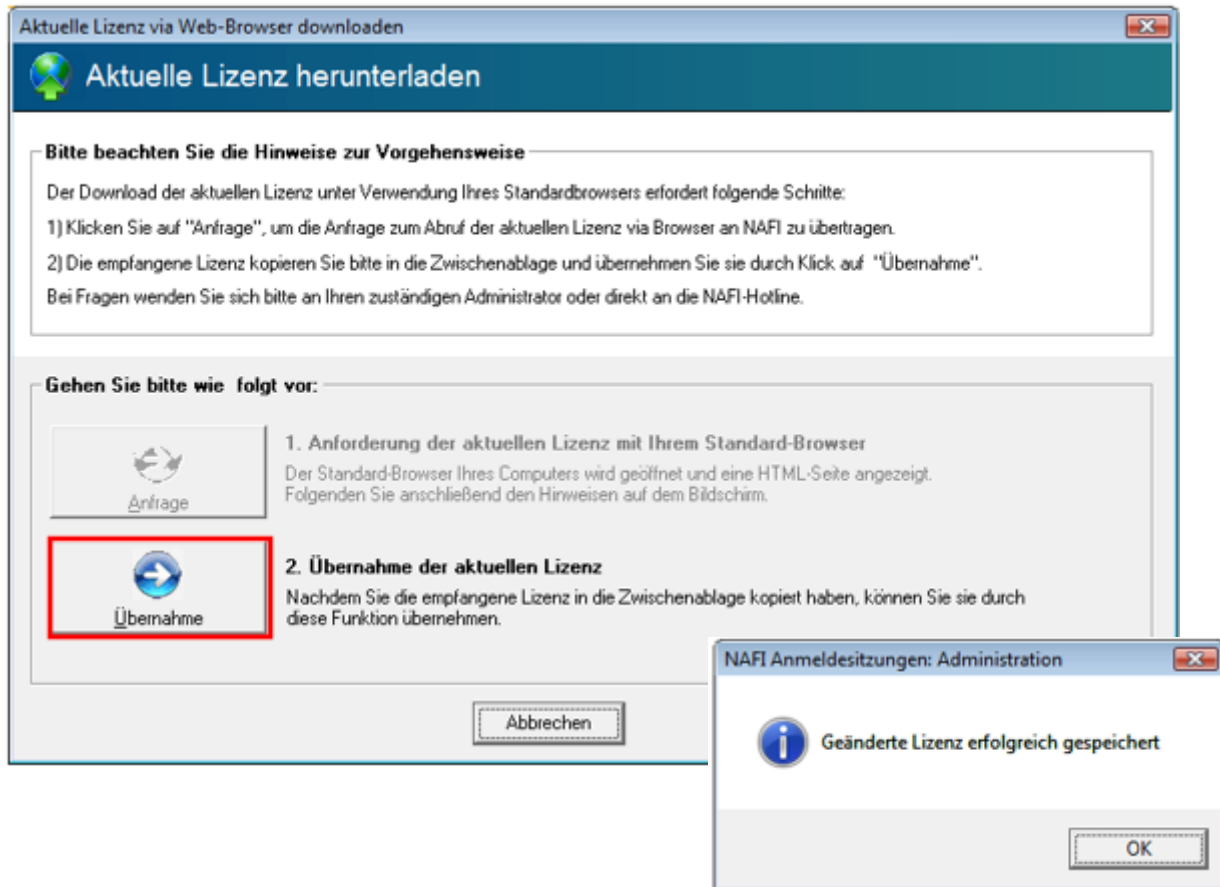 Aktuelle Lizenz via Web-Browser downloaden
Aktuelle Lizenz herunterladen
Bitte beachten Sie die Hinweise zur Vorgehensweise
Der Download der aktuellen Lizenz unter Verwendung Ihres Standardbrowsers erfordert folgende Schritte:
1) Klicken Sie auf "Anfrage", um die Anfrage zum Abruf der aktuellen Lizenz via Browser an NAFI zu übertragen.
2) Die empfangene Lizenz kopieren Sie bitte in die Zwischenablage und übernehmen Sie sie durch Klick auf "Übernahme".
Bei Fragen wenden Sie sich bitte an Ihren zuständigen Administrator oder direkt an die NAFI-Hotline.
Gehen Sie bitte wie folgt vor:
Anfrage
1. Anforderung der aktuellen Lizenz mit Ihrem Standard-Browser
Der Standard-Browser Ihres Computers wird geöffnet und eine HTML-Seite angezeigt.
Folgenden Sie anschließend den Hinweisen auf dem Bildschirm.
Übernahme
2. Übernahme der aktuellen Lizenz
Nachdem Sie die empfangene Lizenz in die Zwischenablage kopiert haben, können Sie sie durch
diese Funktion übernehmen.
Abbrechen
NAFI Anmeldesitzungen: Administration
Geänderte Lizenz erfolgreich gespeichert
OK